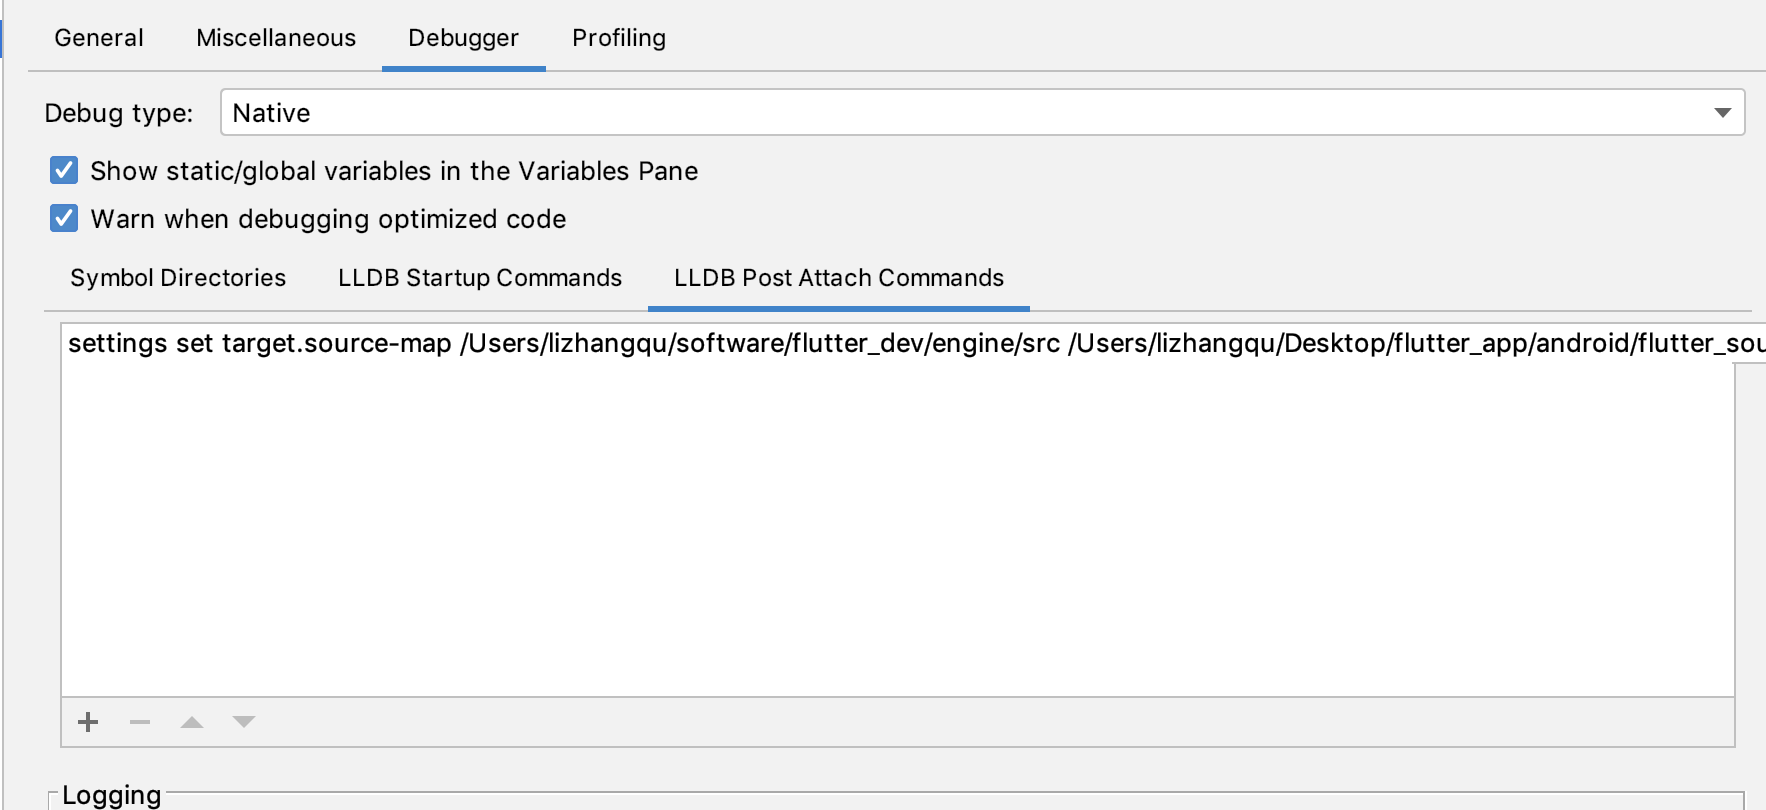 General Miscellaneous Debugger Profiling
Debug type: Native
Show static/global variables in the Variables Pane
Warn when debugging optimized code
Symbol Directories LLDB Startup Commands LLDB Post Attach Commands
settings set target.source-map /Users/lizhangqu/software/flutter_dev/engine/src /Users/lizhangqu/Desktop/flutter_app/android/flutter_sou
Logging